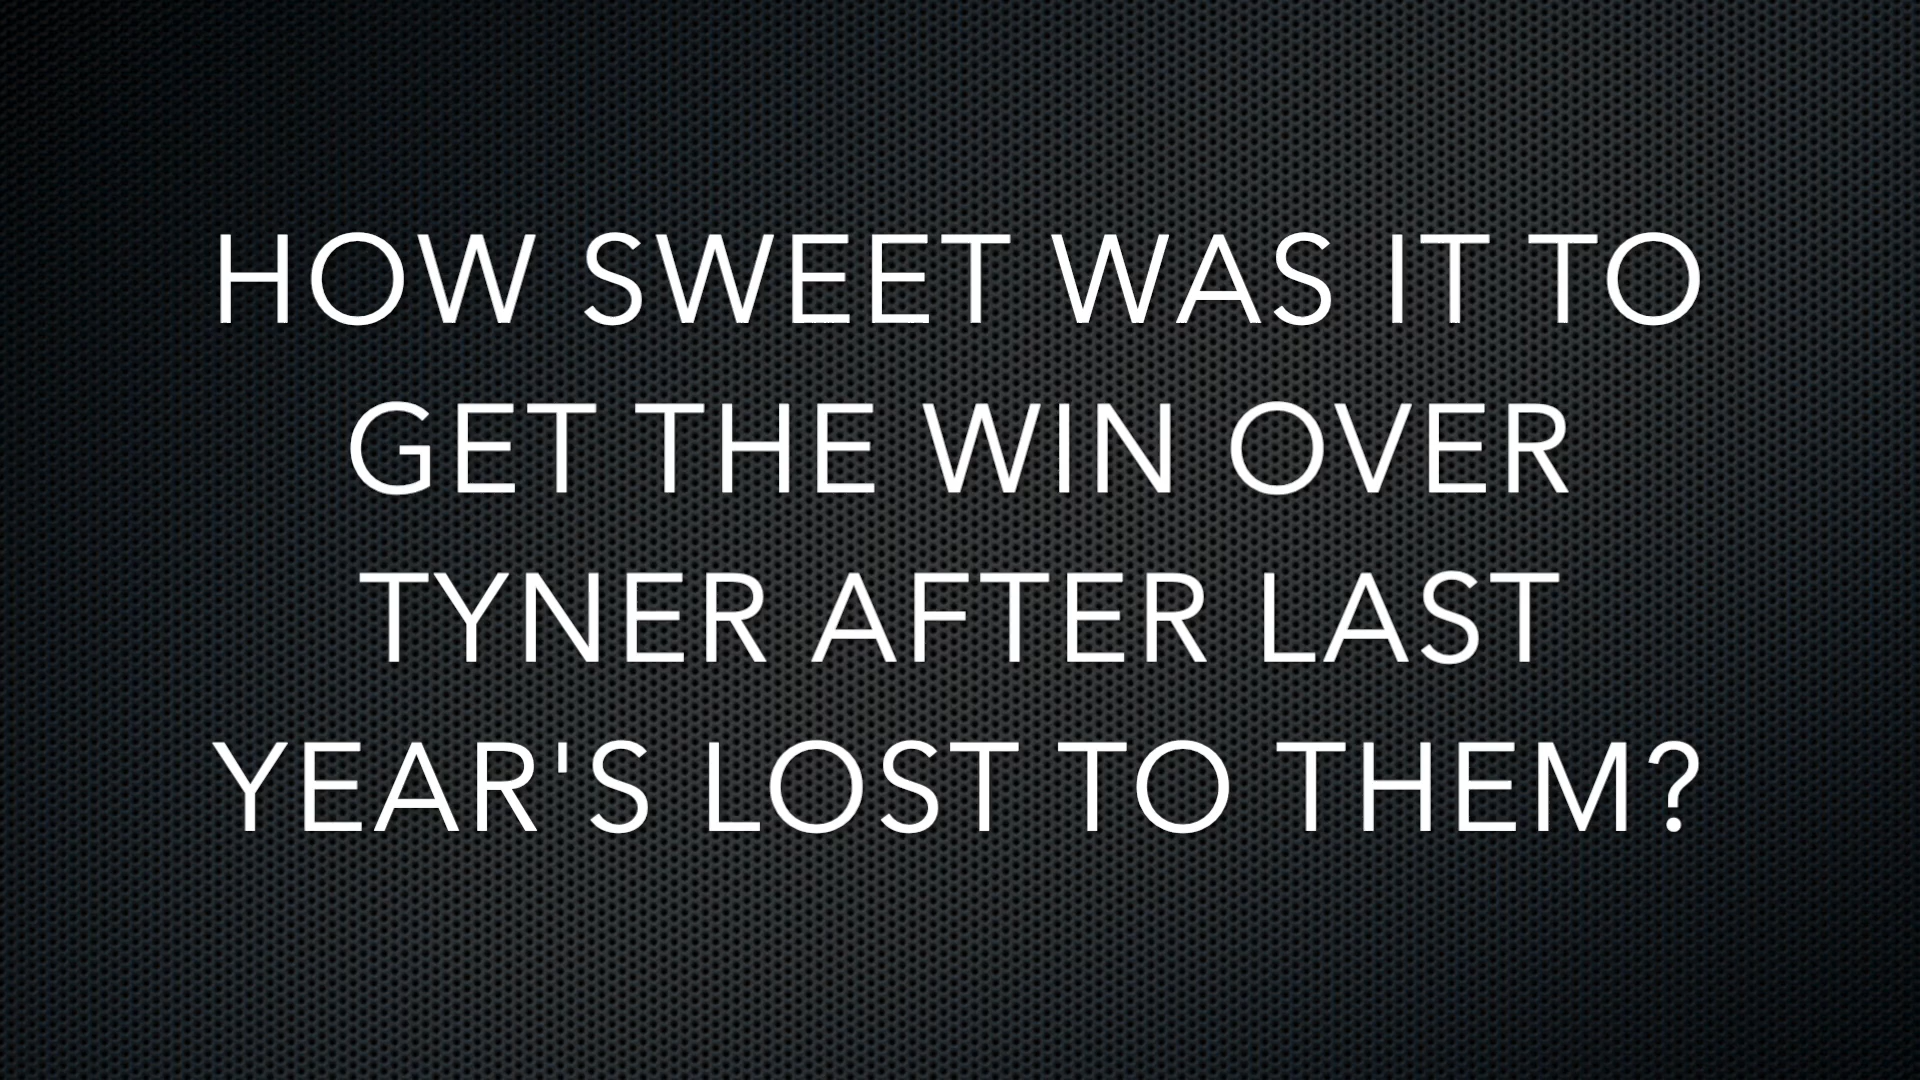 HOW SWEET WAS IT TO
GET THE WIN OVER
TYNER AFTER LAST
YEAR'S LOST TO THEM?